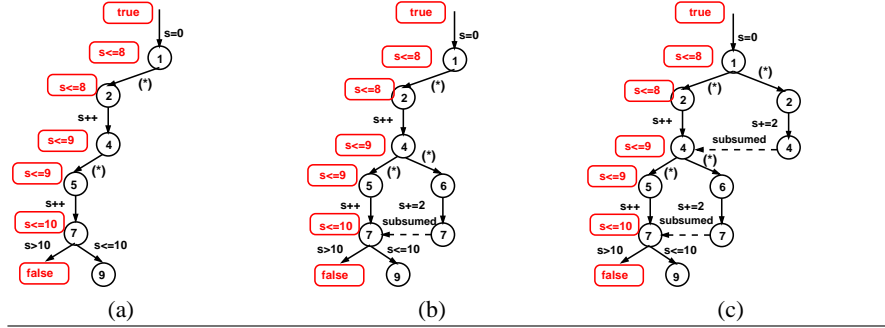 true
s=0
s<=8
1
s<=8
2
(*)
s++
s<=9
4
s<=9
(*)
5
s++
s<=10
7
s>10
s<=10
false
9
(a)
true
s=0
s<=8
1
s<=8
2
(*)
s++
s<=9
4
s<=9
(*)
5
6
s++
s+=2
s<=10
subsumed
7
7
s>10
s<=10
false
9
(b)
true
s=0
s<=8
1
(*)
s<=8
(*)
2
2
s++
s+=2
s<=9
4
subsumed
4
s<=9
(*)
(*)
5
6
s++
s+=2
s<=10
subsumed
7
7
s>10
s<=10
false
9
(c)